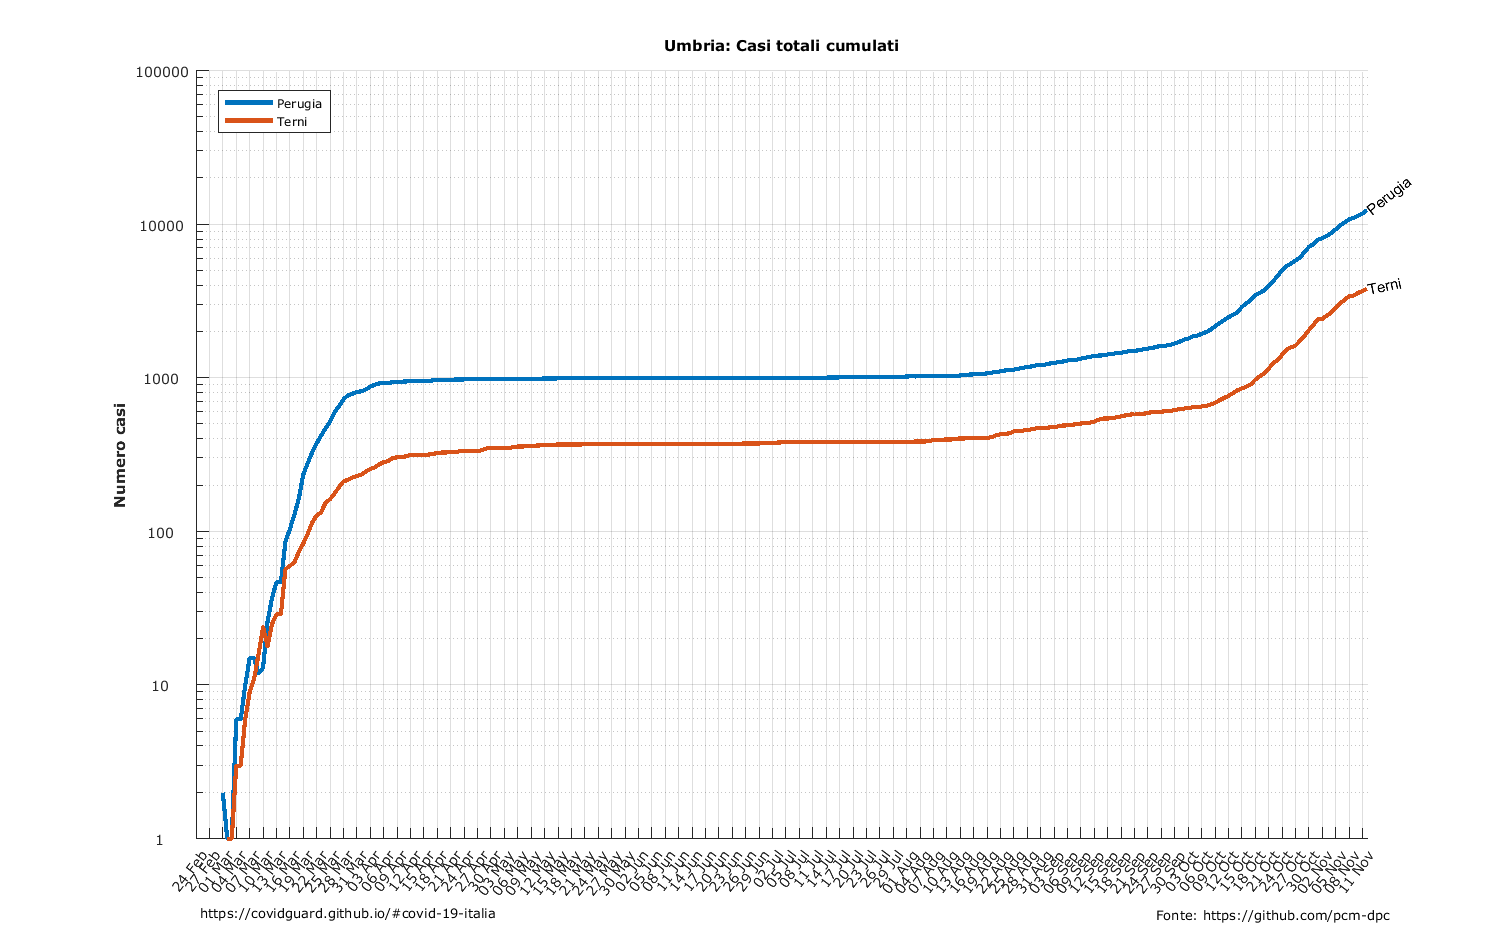 Umbria: Casi totali cumulati
100000
10000
1000
100
10
1
Numero casi
Perugia
Terni
Perugia
Terni
24 Feb
27 Feb
01 Mar
04 Mar
07 Mar
10 Mar
13 Mar
16 Mar
19 Mar
22 Mar
25 Mar
28 Mar
31 Mar
03 Apr
06 Apr
09 Apr
12 Apr
15 Apr
18 Apr
21 Apr
24 Apr
27 Apr
30 Apr
03 May
06 May
09 May
12 May
15 May
18 May
21 May
24 May
27 May
30 May
02 Jun
05 Jun
08 Jun
11 Jun
14 Jun
17 Jun
20 Jun
23 Jun
26 Jun
29 Jun
02 Jul
05 Jul
08 Jul
11 Jul
14 Jul
17 Jul
20 Jul
23 Jul
26 Jul
29 Jul
01 Aug
04 Aug
07 Aug
10 Aug
13 Aug
16 Aug
19 Aug
22 Aug
25 Aug
28 Aug
31 Aug
03 Sep
06 Sep
09 Sep
12 Sep
15 Sep
18 Sep
21 Sep
24 Sep
27 Sep
30 Sep
03 Oct
06 Oct
09 Oct
12 Oct
15 Oct
18 Oct
21 Oct
24 Oct
27 Oct
30 Oct
02 Nov
05 Nov
08 Nov
11 Nov
https://covidguard.github.io/#covid-19-italia
Fonte: https://github.com/pcm-dpc